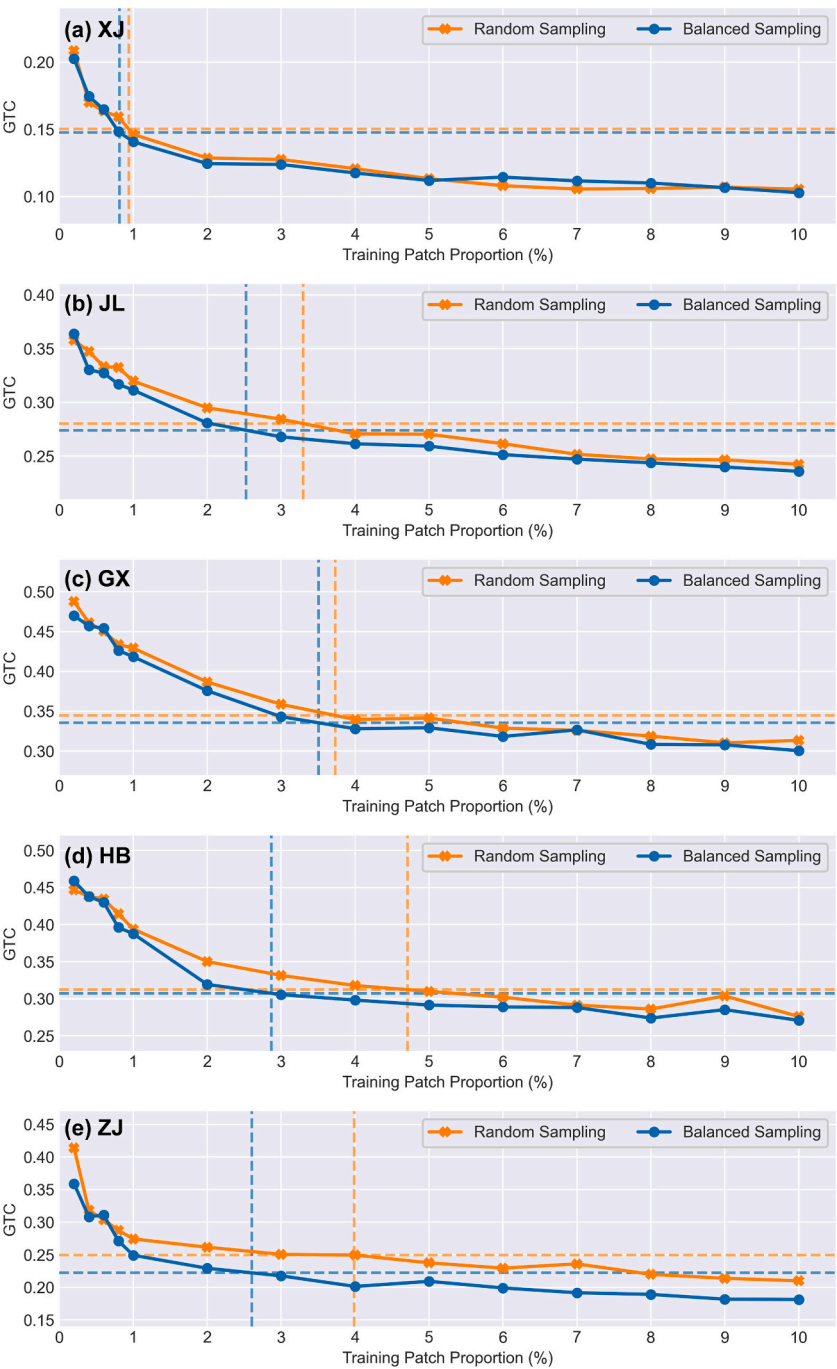 (a) XJ
Random Sampling Balanced Sampling
0.20
0.15
0.10
GTC
0 1 2 3 4 5 6 7 8 9 10
Training Patch Proportion (%)
(b) JL
Random Sampling Balanced Sampling
0.40
0.35
0.30
0.25
GTC
0 1 2 3 4 5 6 7 8 9 10
Training Patch Proportion (%)
(c) GX
Random Sampling Balanced Sampling
0.50
0.45
0.40
0.35
0.30
GTC
0 1 2 3 4 5 6 7 8 9 10
Training Patch Proportion (%)
(d) HB
Random Sampling Balanced Sampling
0.50
0.45
0.40
0.35
0.30
0.25
GTC
0 1 2 3 4 5 6 7 8 9 10
Training Patch Proportion (%)
(e) ZJ
Random Sampling Balanced Sampling
0.45
0.40
0.35
0.30
0.25
0.20
0.15
GTC
0 1 2 3 4 5 6 7 8 9 10
Training Patch Proportion (%)